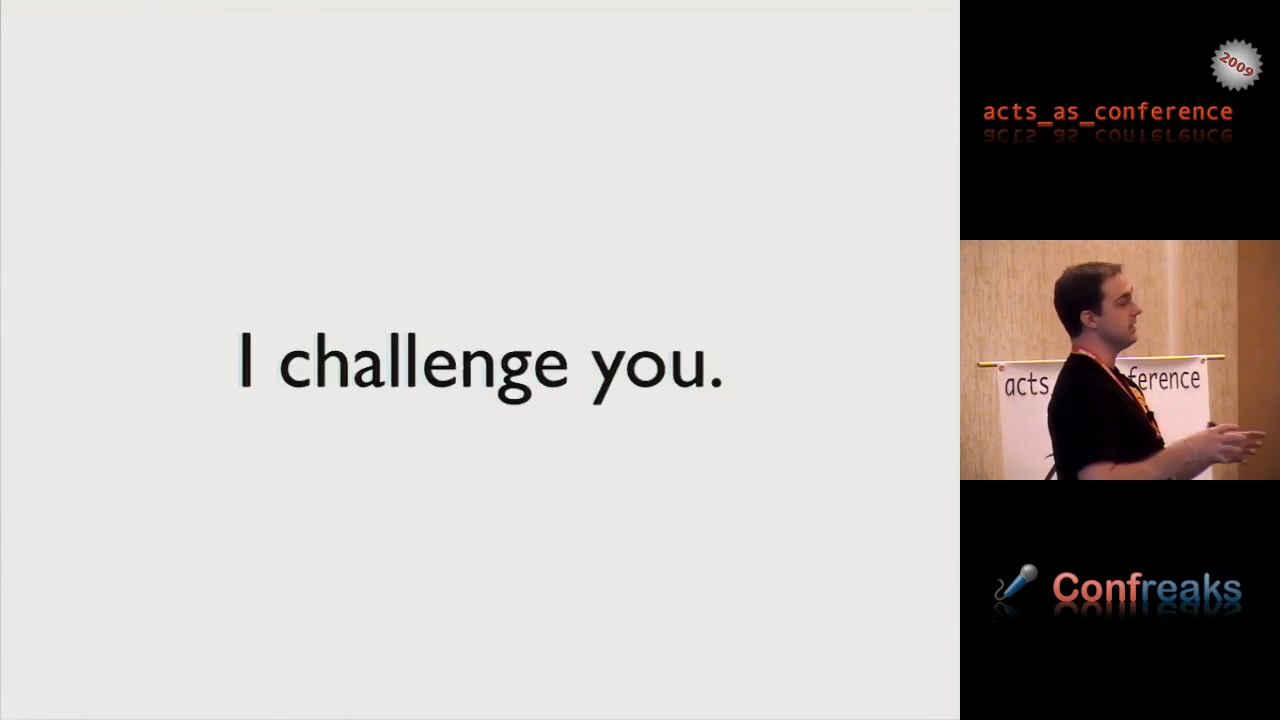 I challenge you.
2009
acts_as_conference
acts
ference
Confreaks